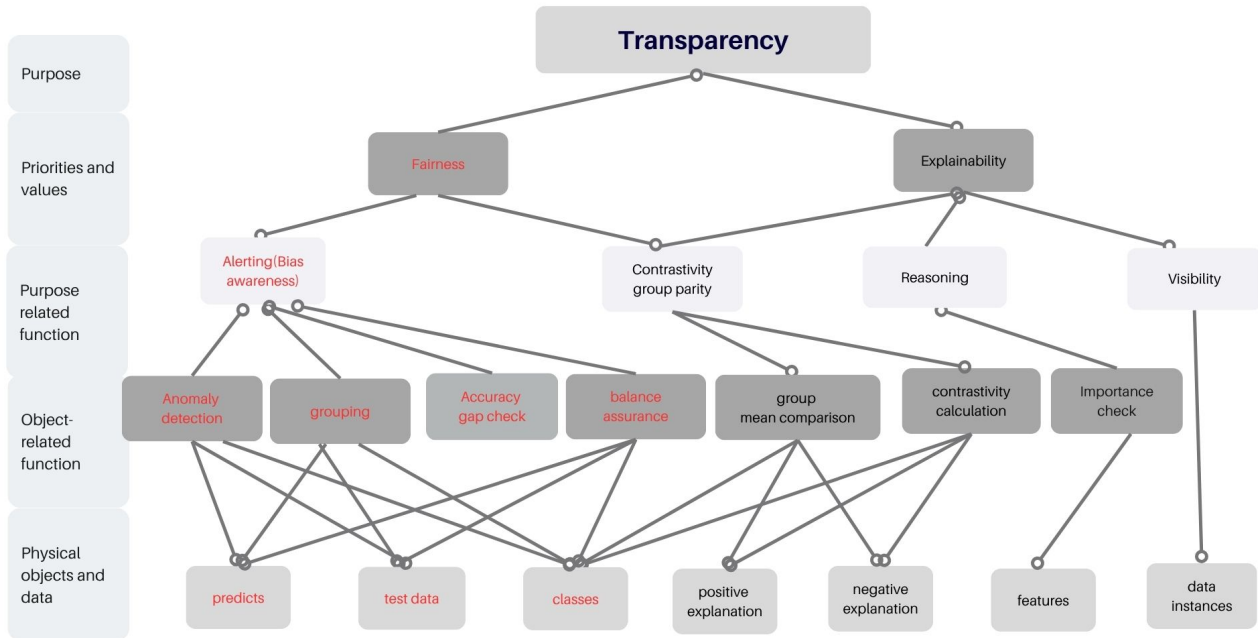 Transparency
Purpose
Priorities and
values
Fairness
Explainability
Purpose
related
function
Alerting(Bias
awareness)
Contrastivity
group parity
Reasoning
Visibility
Object-
related
function
Anomaly
detection
grouping
Accuracy
gap check
balance
assurance
group
mean comparison
contrastivity
calculation
Importance
check
Physical
objects and
data
predicts
test data
classes
positive
explanation
negative
explanation
features
data
instances